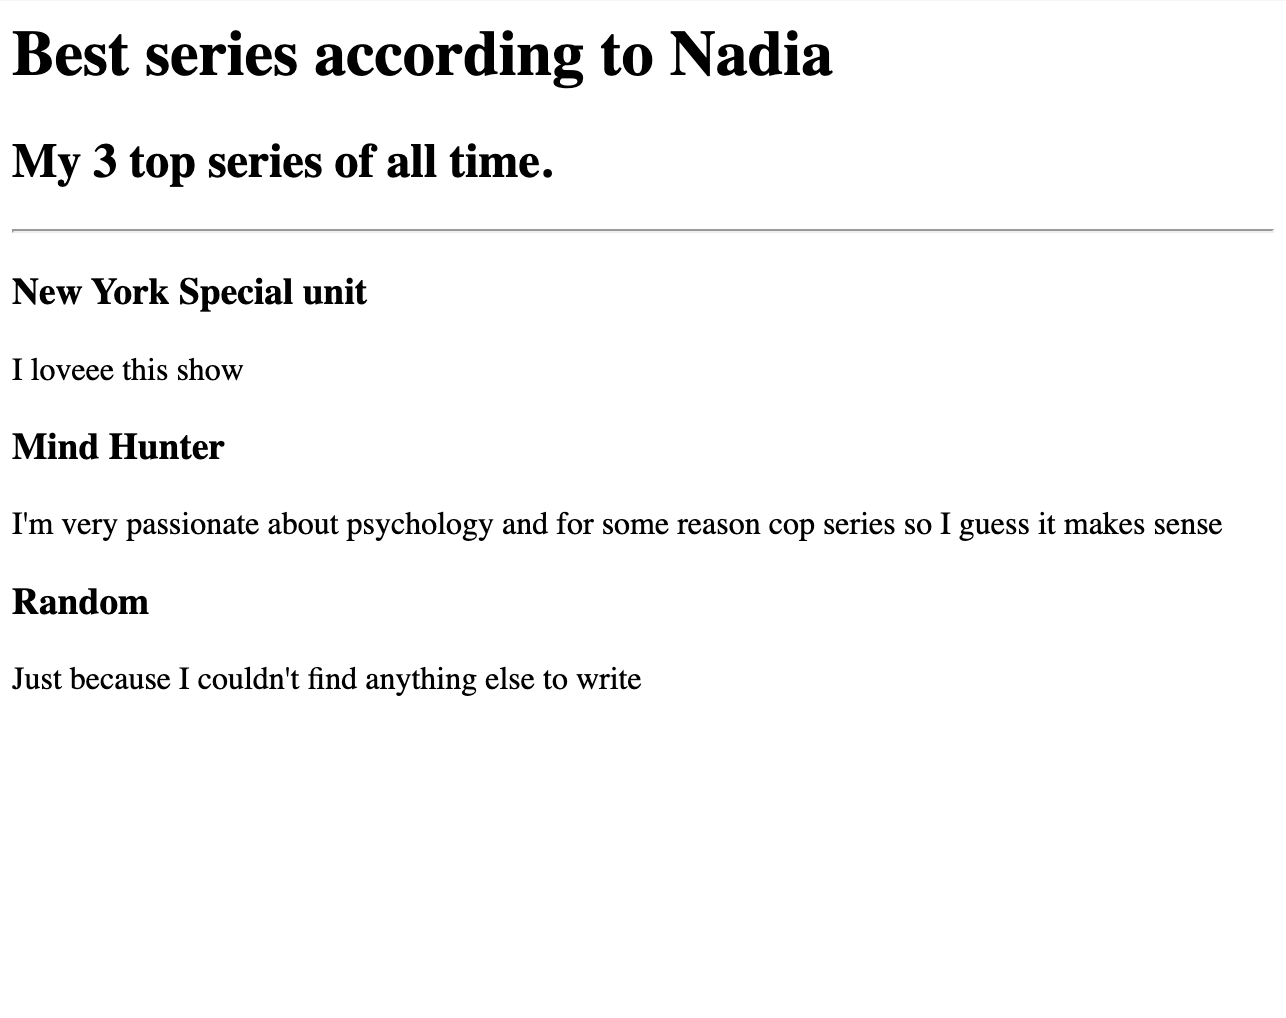 Best series according to Nadia
My 3 top series of all time.
New York Special unit
I loveee this show
Mind Hunter
I'm very passionate about psychology and for some reason cop series so I guess it makes sense
Random
Just because I couldn't find anything else to write